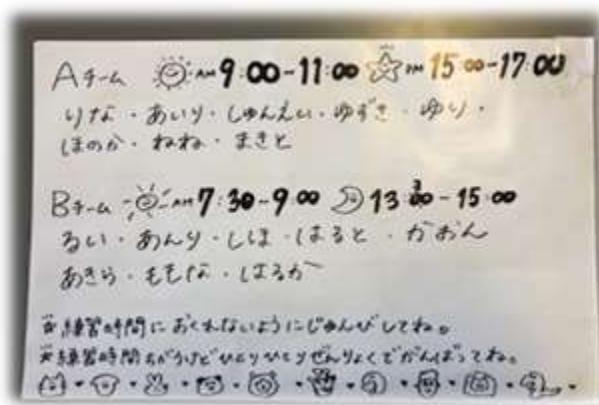 Aチーム AM 9:00-11:00 PM 15:00-17:00
りな・あいり・しゅんえい・ゆずき・ゆり・
ほのか・ねね・まきと
Bチーム AM 7:30-9:00 13:00-15:00
るい・あんり・しほ・はると・かおん
あきら・ももな・はるか
※練習時間におくれないようにじゅんびしてね。
※練習時間ちがうけどひとりひとりぜんりょくでがんばってね。